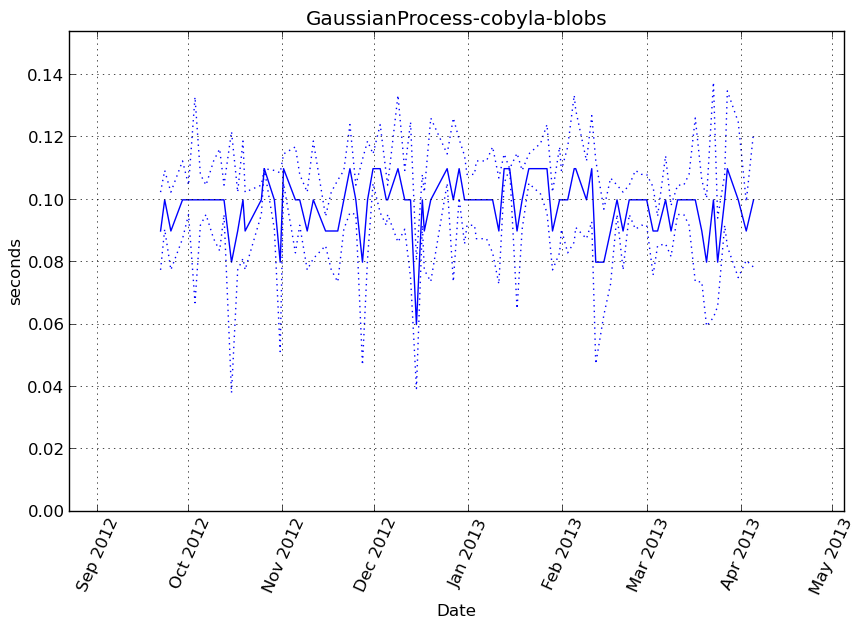 GaussianProcess-cobyla-blobs
0.14
0.12
0.10
0.08
0.06
0.04
0.02
0.00
seconds
Sep 2012
Oct 2012
Nov 2012
Dec 2012
Jan 2013
Feb 2013
Mar 2013
Apr 2013
May 2013
Date